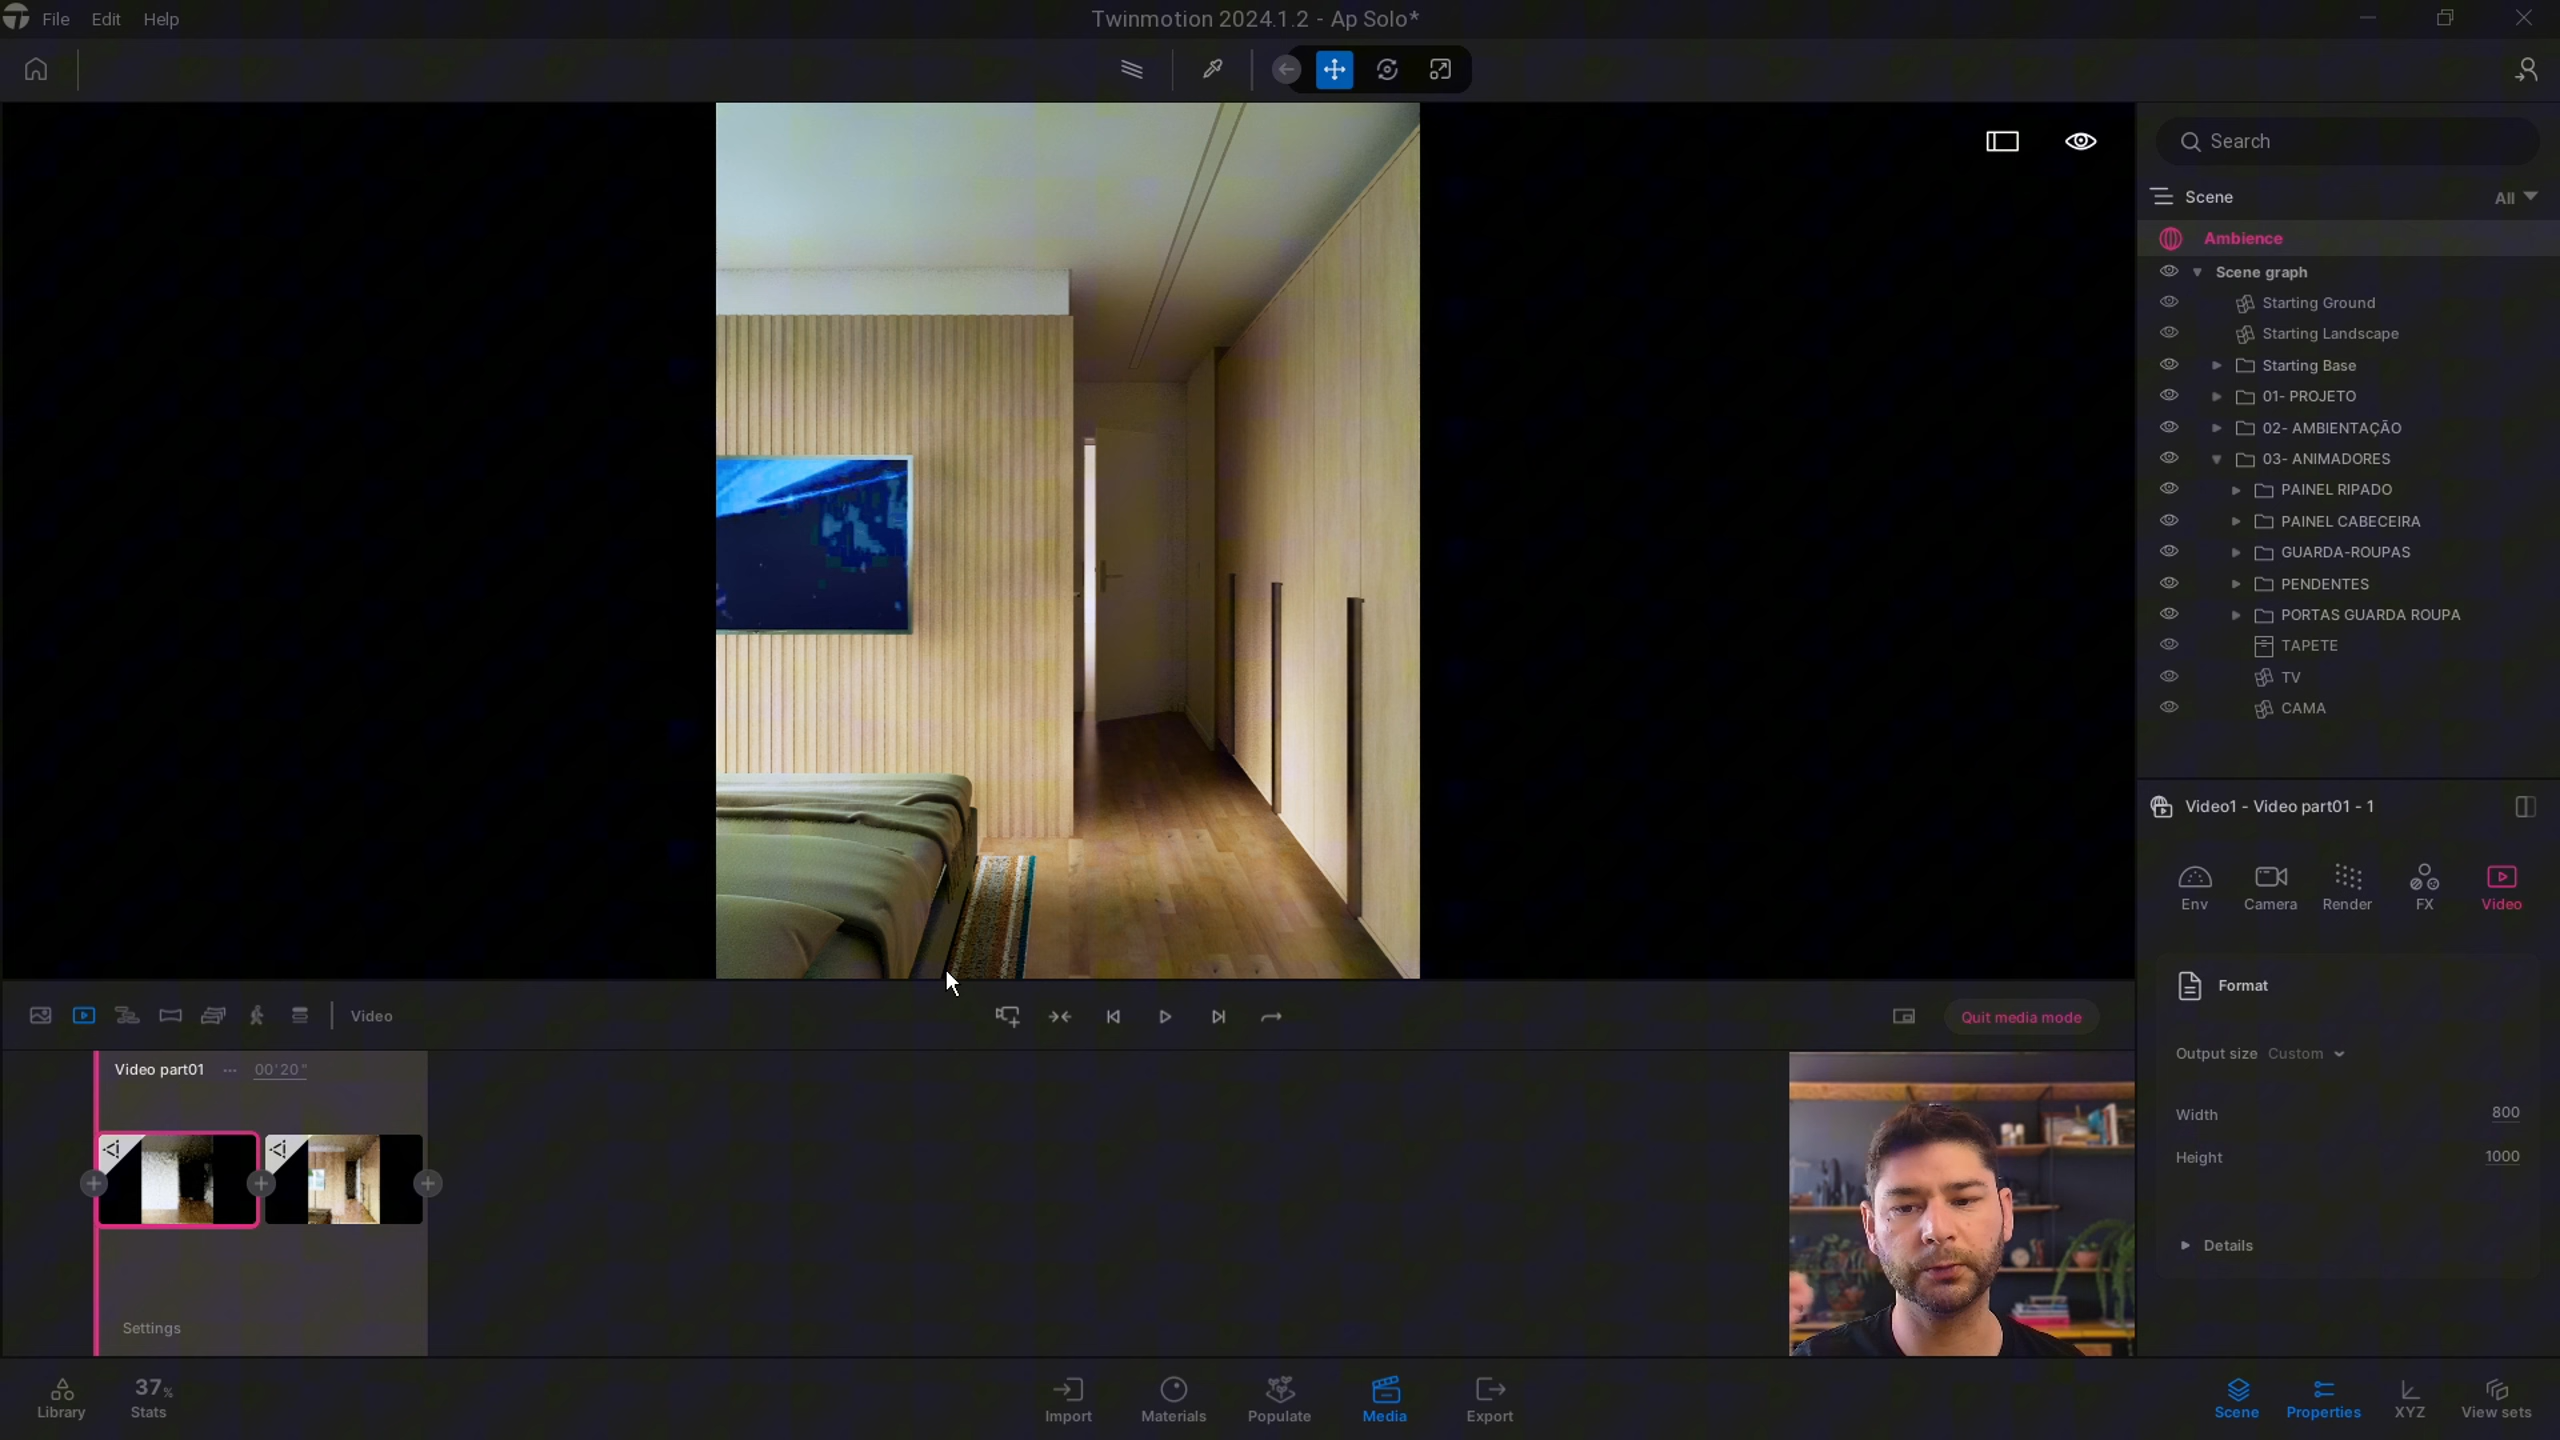 File Edit Help
Twinmotion 2024.1.2 - Ap Solo*
Search
Scene
All
Ambience
Scene graph
Starting Ground
Starting Landscape
Starting Base
01- PROJETO
02- AMBIENTAÇÃO
03- ANIMADORES
PAINEL RIPADO
PAINEL CABECEIRA
GUARDA-ROUPAS
PENDENTES
PORTAS GUARDA ROUPA
TAPETE
TV
CAMA
Video1 - Video part01 - 1
Env Camera Render FX Video
Format
Output size Custom
Width 800
Height 1000
Details
Video
Quit media mode
Video part01 ... 00'20"
Settings
Library
37%
Stats
Import Materials Populate Media Export
Scene Properties XYZ View sets